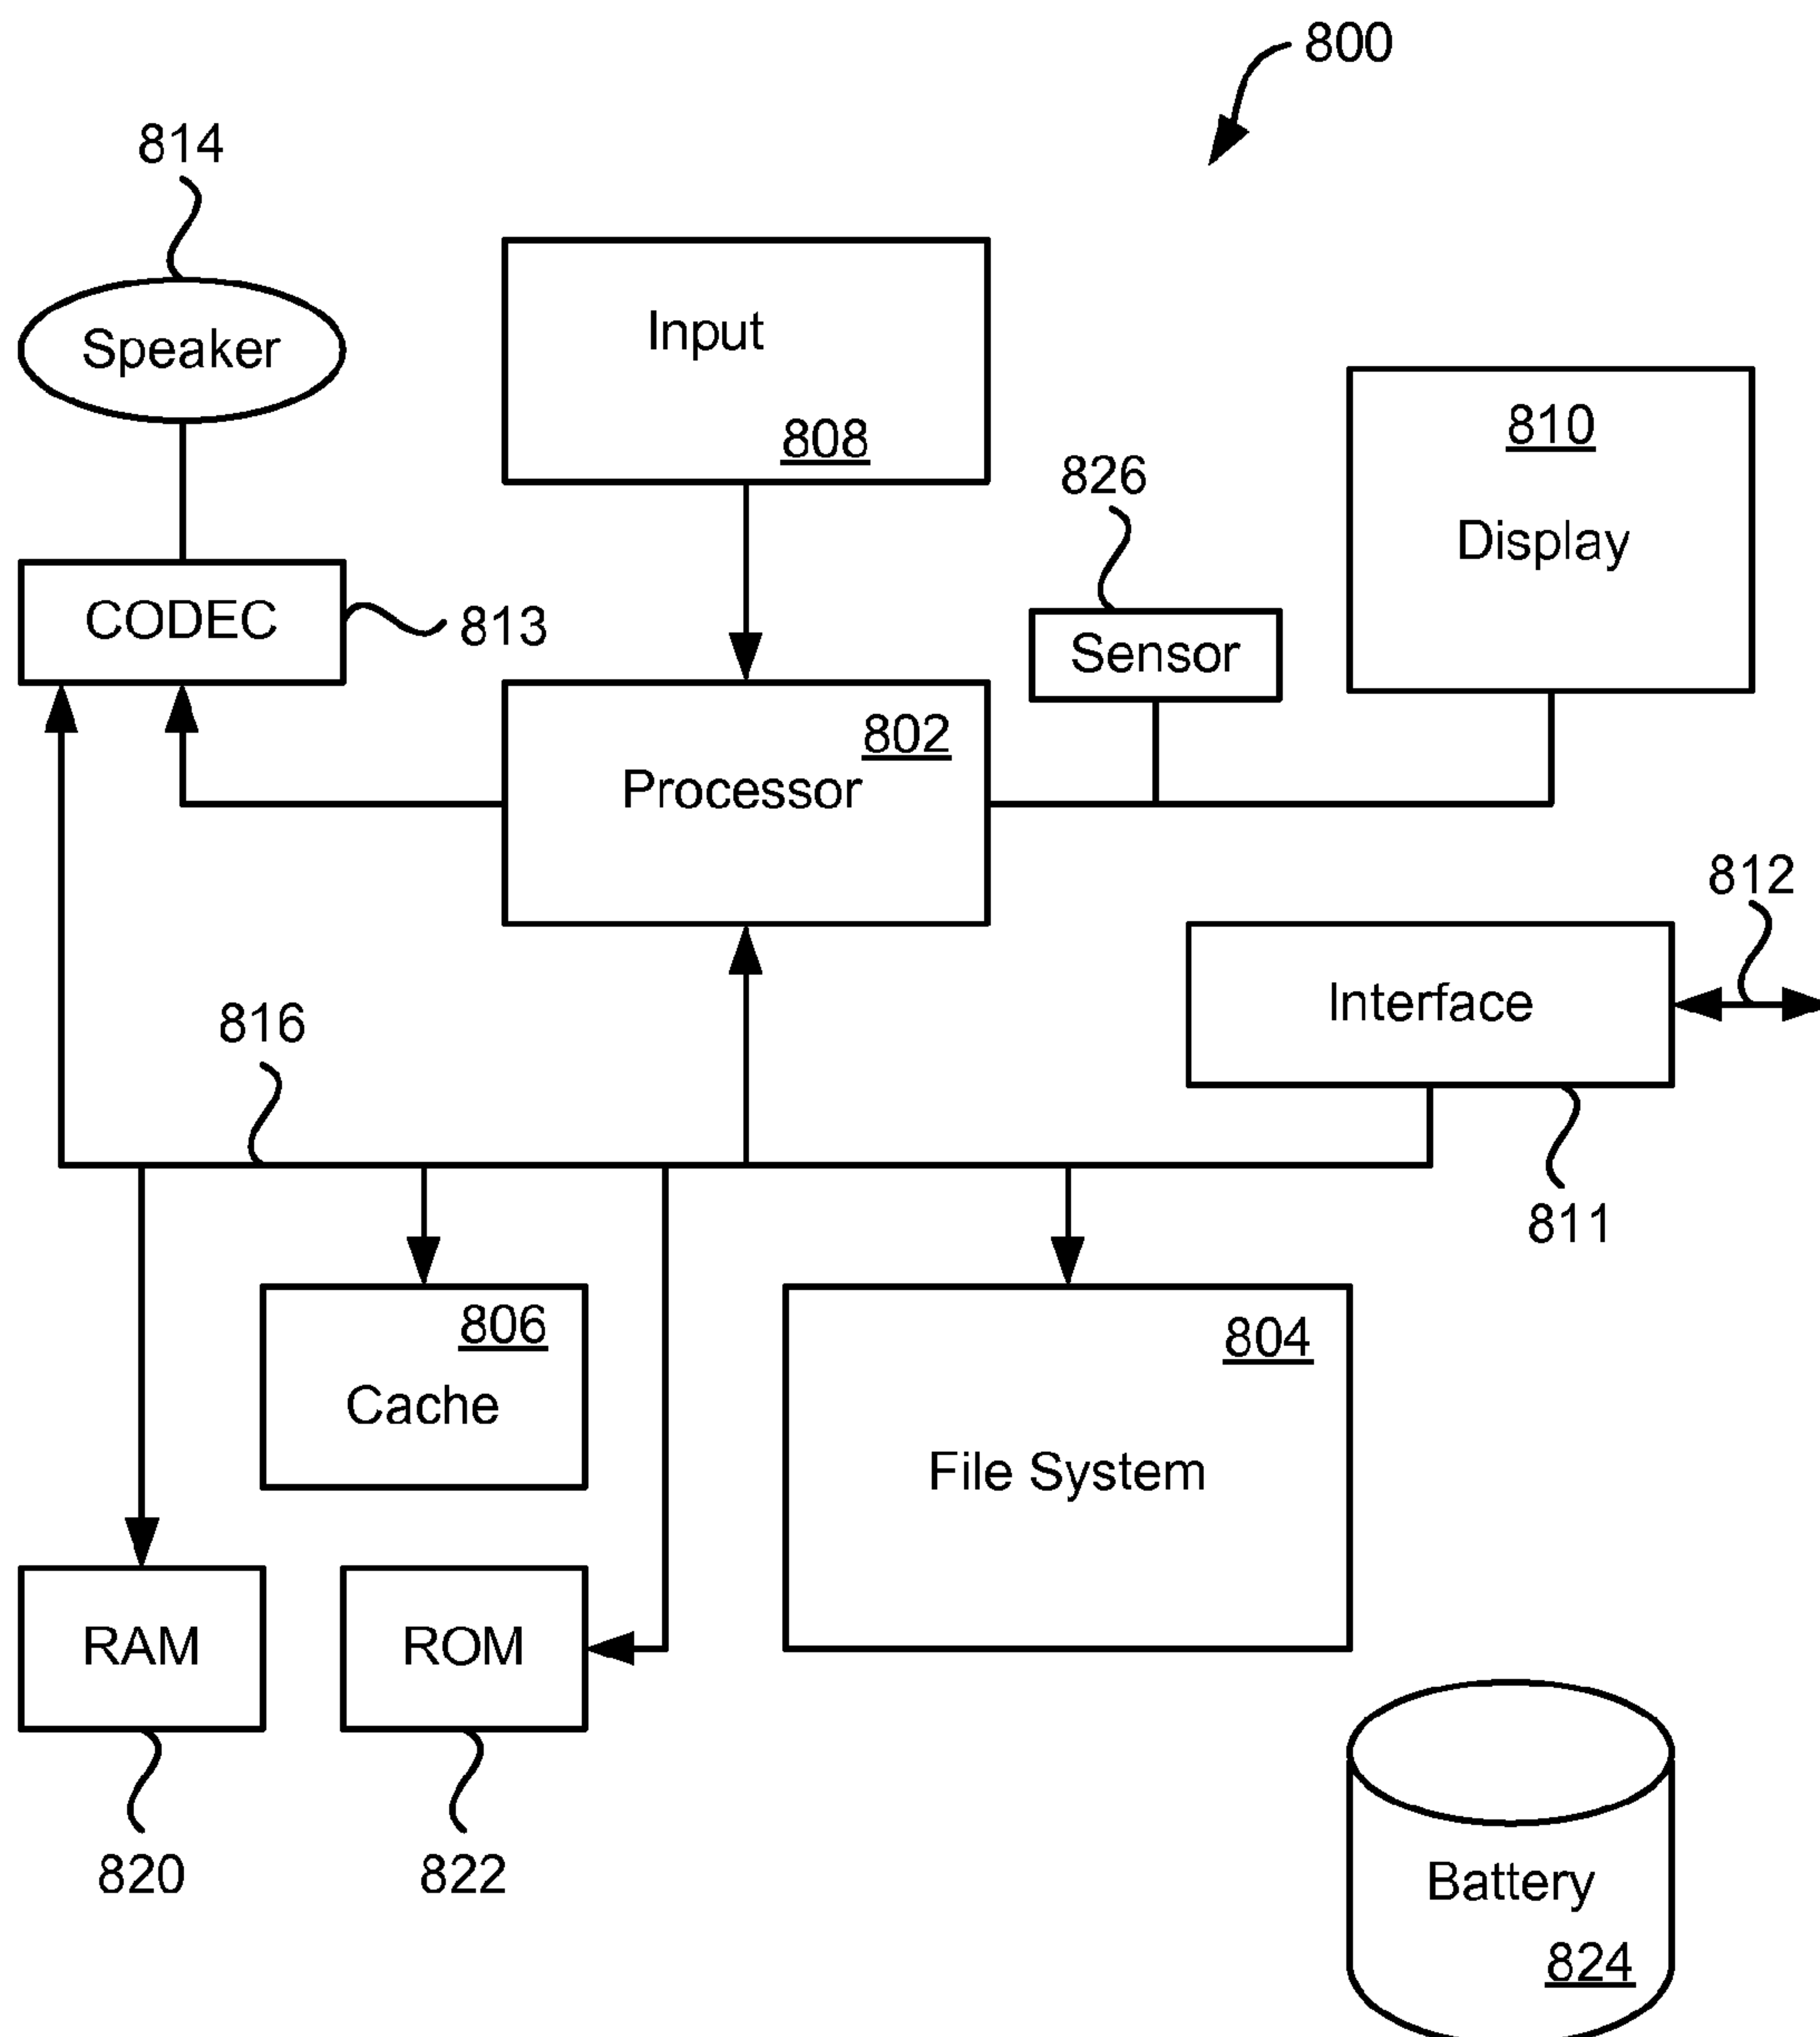 800
814
Speaker
Input
808
810
Display
826
CODEC
813
Sensor
802
Processor
812
Interface
816
811
806
Cache
804
File System
RAM
ROM
820
822
Battery
824